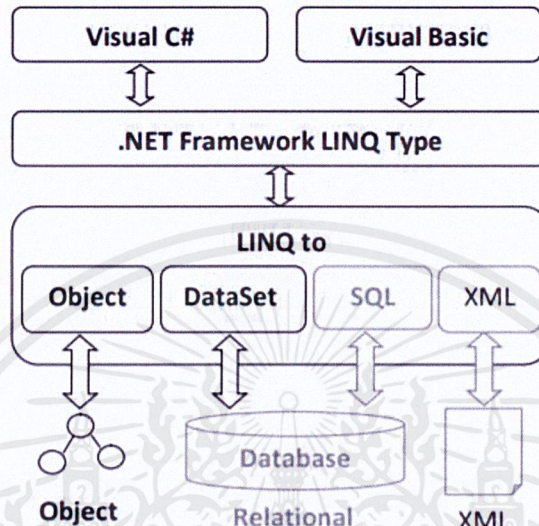 Visual C# Visual Basic
.NET Framework LINQ Type
LINQ to
Object DataSet SQL XML
Database
Object Relational XML